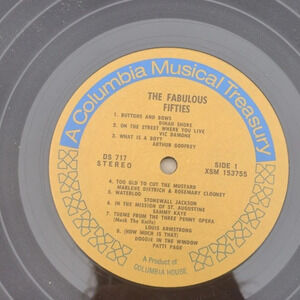 A Columbia Musical Treasury
THE FABULOUS
FIFTIES
1. BUTTONS AND BOWS
DINAH SHORE
2. ON THE STREET WHERE YOU LIVE
VIC DAMONE
3. WHAT IS A BOY?
ARTHUR GODFREY
DS 717
STEREO
SIDE 1
XSM 153755
4. TOO OLD TO CUT THE MUSTARD
MARLENE DIETRICH & ROSEMARY CLOONEY
5. WATERLOO
STONEWALL JACKSON
6. IN THE MISSION OF ST. AUGUSTINE
SAMMY KAYE
7. THEME FROM THE THREE PENNY OPERA
(Mack The Knife)
LOUIS ARMSTRONG
8. (HOW MUCH IS THAT)
DOGGIE IN THE WINDOW
PATTI PAGE
A Product of
COLUMBIA HOUSE